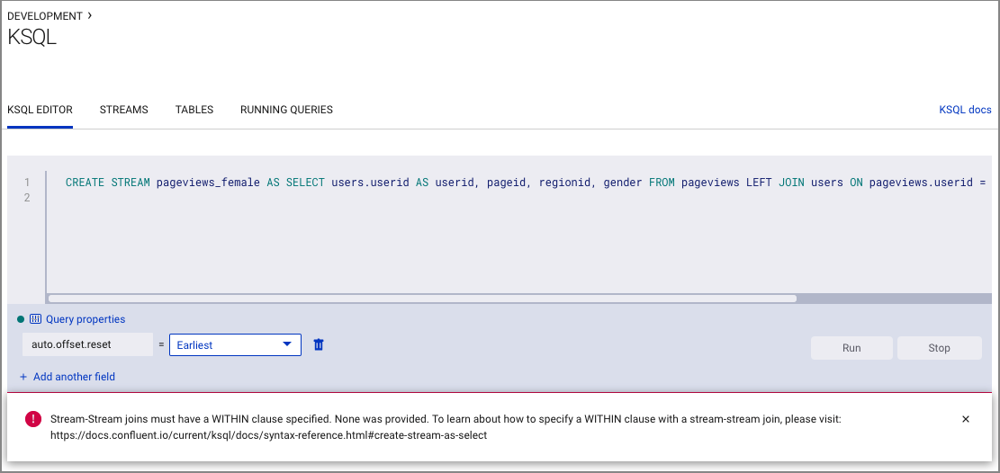 DEVELOPMENT ›
KSQL
KSQL EDITOR STREAMS TABLES RUNNING QUERIES KSQL docs
1 CREATE STREAM pageviews_female AS SELECT users.userid AS userid, pageid, regionid, gender FROM pageviews LEFT JOIN users ON pageviews.userid =
2
Query properties
auto.offset.reset = Earliest
Run Stop
+ Add another field
! Stream-Stream joins must have a WITHIN clause specified. None was provided. To learn about how to specify a WITHIN clause with a stream-stream join, please visit: ×
https://docs.confluent.io/current/ksql/docs/syntax-reference.html#create-stream-as-select